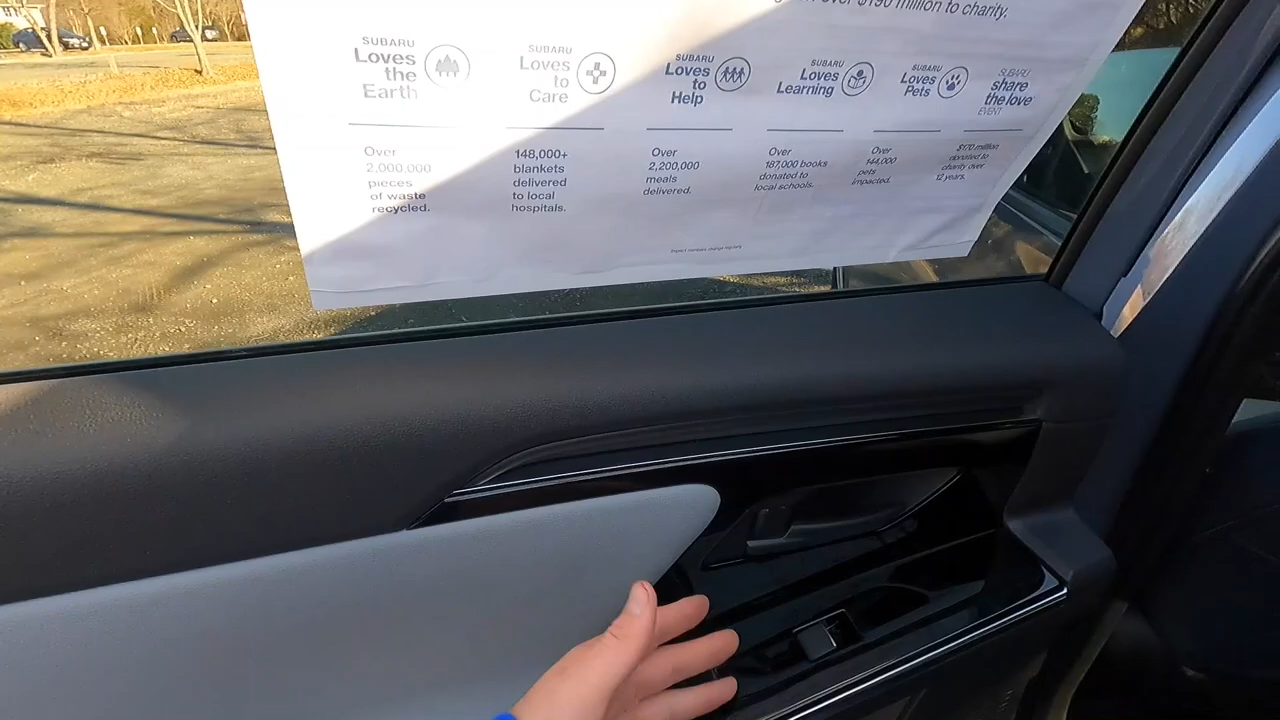 over $190 million to charity.
SUBARU
Loves
the
Earth
SUBARU
Loves
to
Care
SUBARU
Loves
to
Help
SUBARU
Loves
Learning
SUBARU
Loves
Pets
SUBARU
share
the love
EVENT
Over
2,000,000
pieces
of waste
recycled.
148,000+
blankets
delivered
to local
hospitals.
Over
2,200,000
meals
delivered.
Over
187,000 books
donated to
local schools.
Over
144,000
pets
impacted.
$170 million
donated to
charity over
12 years.